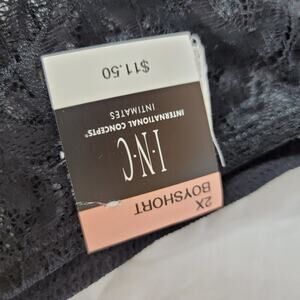 2X
BOYSHORT
I·N·C
INTERNATIONAL CONCEPTS®
INTIMATES
$11.50